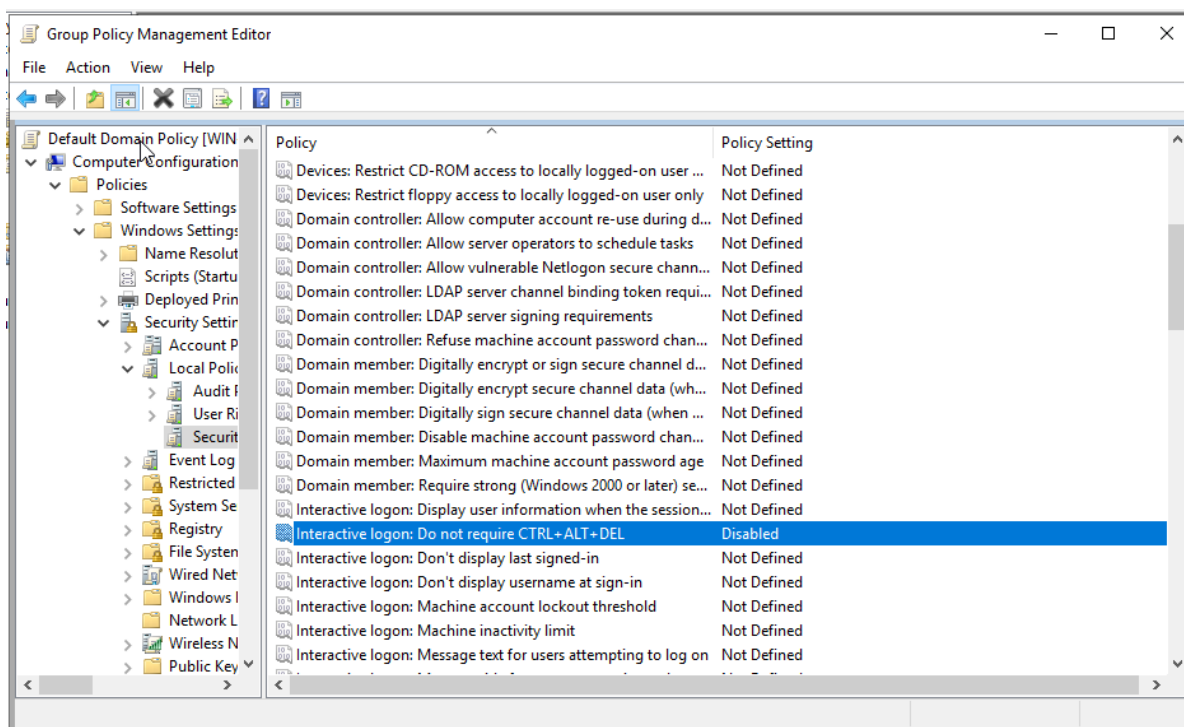 Group Policy Management Editor
File Action View Help
Default Domain Policy [WIN
Computer Configuration
Policies
Software Settings
Windows Settings
Name Resolut
Scripts (Startu
Deployed Prin
Security Settin
Account P
Local Polic
Audit P
User Ri
Securit
Event Log
Restricted
System Se
Registry
File System
Wired Net
Windows
Network L
Wireless N
Public Key
Policy Policy Setting
Devices: Restrict CD-ROM access to locally logged-on user ... Not Defined
Devices: Restrict floppy access to locally logged-on user only Not Defined
Domain controller: Allow computer account re-use during d... Not Defined
Domain controller: Allow server operators to schedule tasks Not Defined
Domain controller: Allow vulnerable Netlogon secure chann... Not Defined
Domain controller: LDAP server channel binding token requi... Not Defined
Domain controller: LDAP server signing requirements Not Defined
Domain controller: Refuse machine account password chan... Not Defined
Domain member: Digitally encrypt or sign secure channel d... Not Defined
Domain member: Digitally encrypt secure channel data (wh... Not Defined
Domain member: Digitally sign secure channel data (when ... Not Defined
Domain member: Disable machine account password chan... Not Defined
Domain member: Maximum machine account password age Not Defined
Domain member: Require strong (Windows 2000 or later) se... Not Defined
Interactive logon: Display user information when the session... Not Defined
Interactive logon: Do not require CTRL+ALT+DEL Disabled
Interactive logon: Don't display last signed-in Not Defined
Interactive logon: Don't display username at sign-in Not Defined
Interactive logon: Machine account lockout threshold Not Defined
Interactive logon: Machine inactivity limit Not Defined
Interactive logon: Message text for users attempting to log on Not Defined